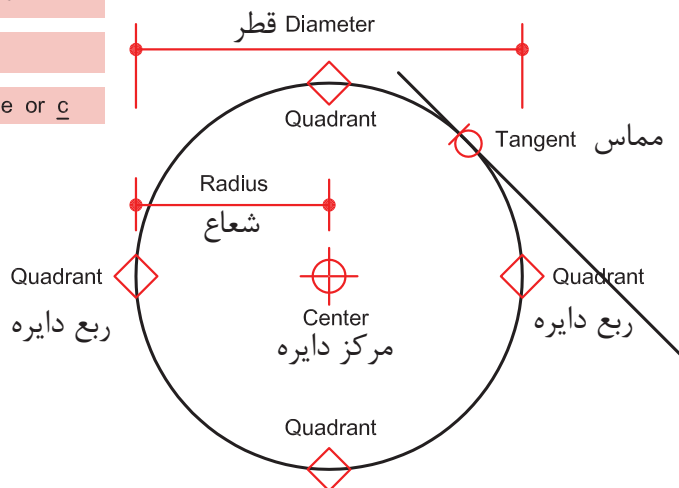 قطر Diameter
e or c
Quadrant
Tangent مماس
Radius
شعاع
Quadrant
Quadrant
Center
ربع دایره
ربع دایره
مرکز دایره
Quadrant